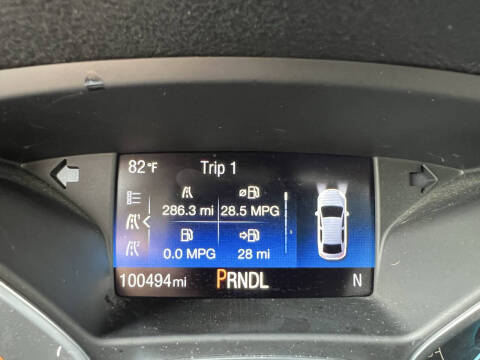 82°F Trip 1
286.3 mi ø 28.5 MPG
0.0 MPG 28 mi
100494mi PRNDL N